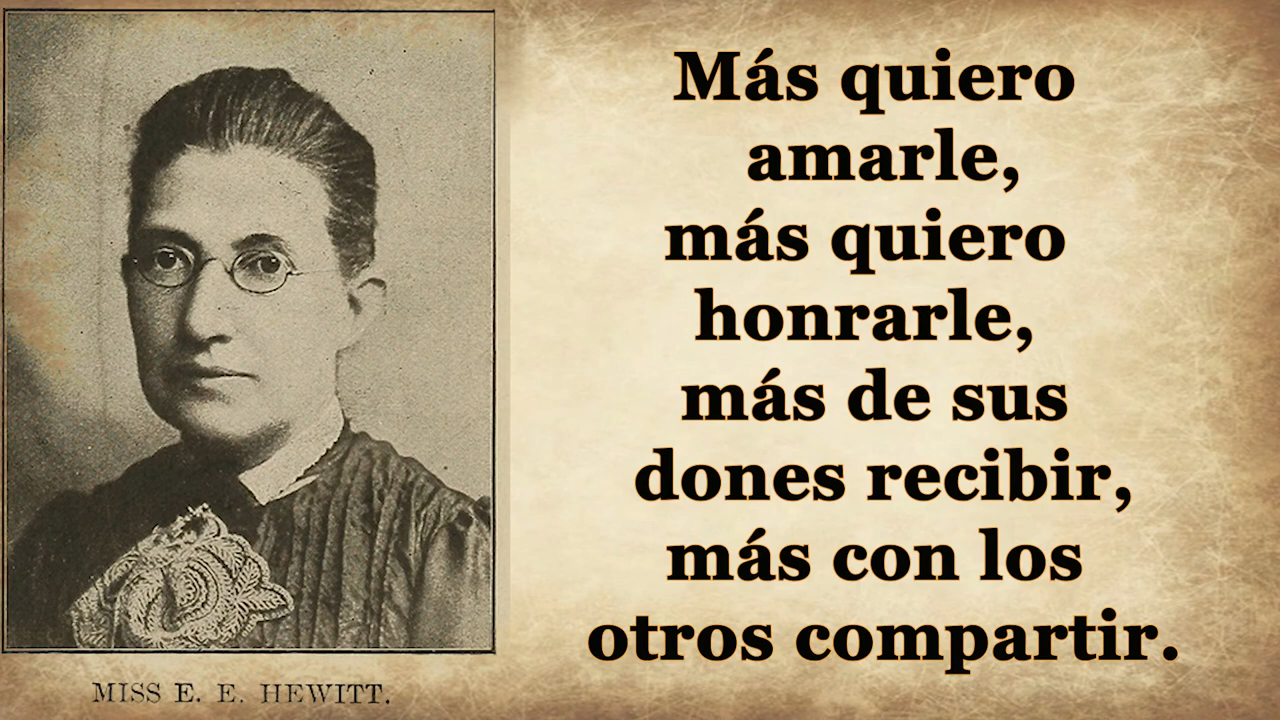 Más quiero
amarle,
más quiero
honrarle,
más de sus
dones recibir,
más con los
otros compartir.
MISS E. E. HEWITT.